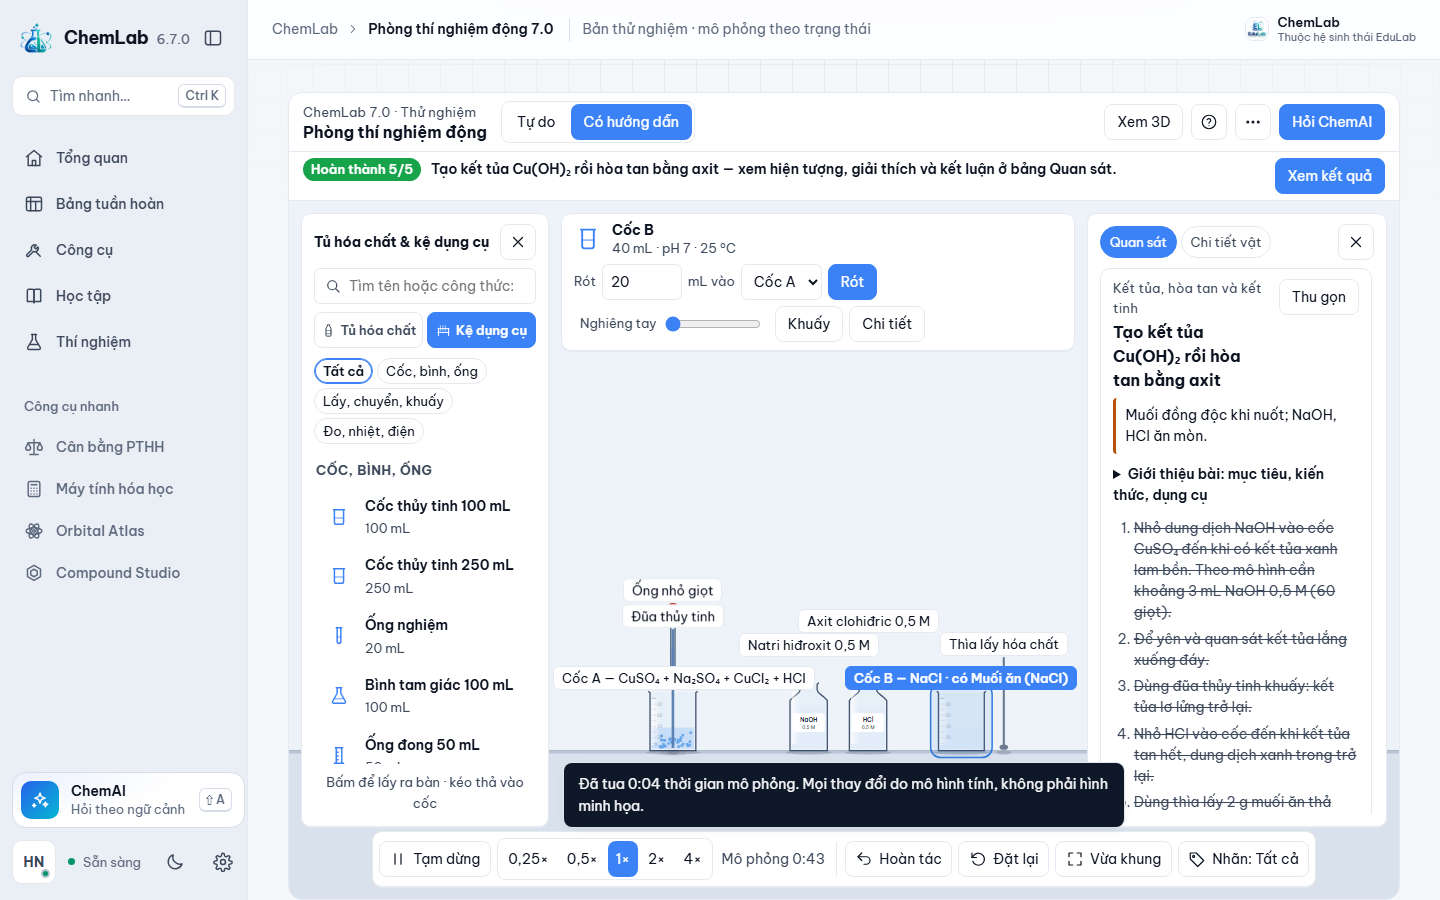 ChemLab 6.7.0
Tìm nhanh... Ctrl K
Tổng quan
Bảng tuần hoàn
Công cụ
Học tập
Thí nghiệm
Công cụ nhanh
Cân bằng PTHH
Máy tính hóa học
Orbital Atlas
Compound Studio
ChemAI
Hỏi theo ngữ cảnh
⇧ A
HN
Sẵn sàng
ChemLab > Phòng thí nghiệm động 7.0
Bản thử nghiệm · mô phỏng theo trạng thái
ChemLab
Thuộc hệ sinh thái EduLab
ChemLab 7.0 · Thử nghiệm
Phòng thí nghiệm động
Tự do
Có hướng dẫn
Xem 3D
Hỏi ChemAI
Hoàn thành 5/5
Tạo kết tủa Cu(OH)₂ rồi hòa tan bằng axit — xem hiện tượng, giải thích và kết luận ở bảng Quan sát.
Xem kết quả
Tủ hóa chất & kệ dụng cụ
Tìm tên hoặc công thức:
Tủ hóa chất
Kệ dụng cụ
Tất cả
Cốc, bình, ống
Lấy, chuyển, khuấy
Đo, nhiệt, điện
CỐC, BÌNH, ỐNG
Cốc thủy tinh 100 mL
100 mL
Cốc thủy tinh 250 mL
250 mL
Ống nghiệm
20 mL
Bình tam giác 100 mL
100 mL
Ống đong 50 mL
Bấm để lấy ra bàn · kéo thả vào
cốc
Cốc B
40 mL · pH 7 · 25 °C
Rót 20 mL vào Cốc A Rót
Nghiêng tay
Khuấy
Chi tiết
Ống nhỏ giọt
Đũa thủy tinh
Axit clohiđric 0,5 M
Natri hiđroxit 0,5 M
Thìa lấy hóa chất
Cốc A — CuSO₄ + Na₂SO₄ + CuCl₂ + HCl
Cốc B — NaCl · có Muối ăn (NaCl)
NaOH
0,5 M
HCl
0,5 M
Đã tua 0:04 thời gian mô phỏng. Mọi thay đổi do mô hình tính, không phải hình
minh họa.
Quan sát
Chi tiết vật
Kết tủa, hòa tan và kết
tinh
Thu gọn
Tạo kết tủa
Cu(OH)₂ rồi hòa
tan bằng axit
Muối đồng độc khi nuốt; NaOH,
HCl ăn mòn.
Giới thiệu bài: mục tiêu, kiến
thức, dụng cụ
1. Nhỏ dung dịch NaOH vào cốc
CuSO₄ đến khi có kết tủa xanh
lam bền. Theo mô hình cần
khoảng 3 mL NaOH 0,5 M (60
giọt).
2. Để yên và quan sát kết tủa lắng
xuống đáy.
3. Dùng đũa thủy tinh khuấy: kết
tủa lơ lửng trở lại.
4. Nhỏ HCl vào cốc đến khi kết tủa
tan hết, dung dịch xanh trong trở
lại.
Dùng thìa lấy 2 g muối ăn thả
Tạm dừng
0,25×
0,5×
1×
2×
4×
Mô phỏng 0:43
Hoàn tác
Đặt lại
Vừa khung
Nhãn: Tất cả